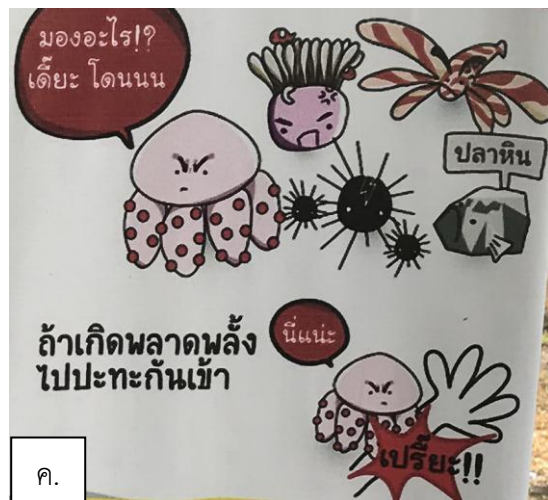 มองอะไร!?
เดี๊ยะ โดนนน
ปลาหิน
ถ้าเกิดพลาดพลั้ง
ไปปะทะกันเข้า
นี่แน่ะ
เปรี๊ยะ!!
ค.